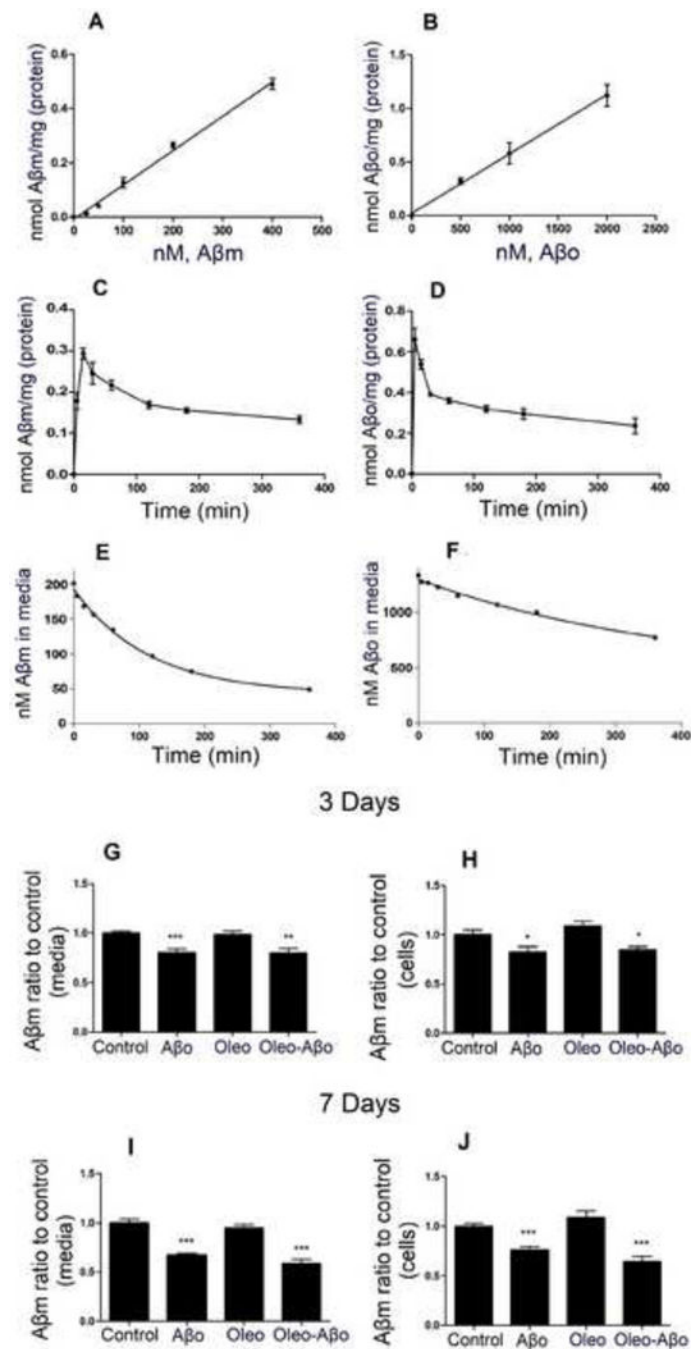 A
nmol Aβm/mg (protein)
0.6
0.4
0.2
0.0
0 100 200 300 400 500
nM, Aβm
B
nmol Aβo/mg (protein)
1.5
1.0
0.5
0.0
0 500 1000 1500 2000 2500
nM, Aβo
C
nmol Aβm/mg (protein)
0.4
0.3
0.2
0.1
0.0
0 100 200 300 400
Time (min)
D
nmol Aβo/mg (protein)
0.8
0.6
0.4
0.2
0.0
0 100 200 300 400
Time (min)
E
nM Aβm in media
200
150
100
50
0
0 100 200 300 400
Time (min)
F
nM Aβo in media
1000
500
0
0 100 200 300 400
Time (min)
3 Days
G
Aβm ratio to control
(media)
1.5
1.0
0.5
0.0
*** **
Control Aβo Oleo Oleo-Aβo
H
Aβm ratio to control
(cells)
1.5
1.0
0.5
0.0
* *
Control Aβo Oleo Oleo-Aβo
7 Days
I
Aβm ratio to control
(media)
1.5
1.0
0.5
0.0
*** ***
Control Aβo Oleo Oleo-Aβo
J
Aβm ratio to control
(cells)
1.5
1.0
0.5
0.0
*** ***
Control Aβo Oleo Oleo-Aβo